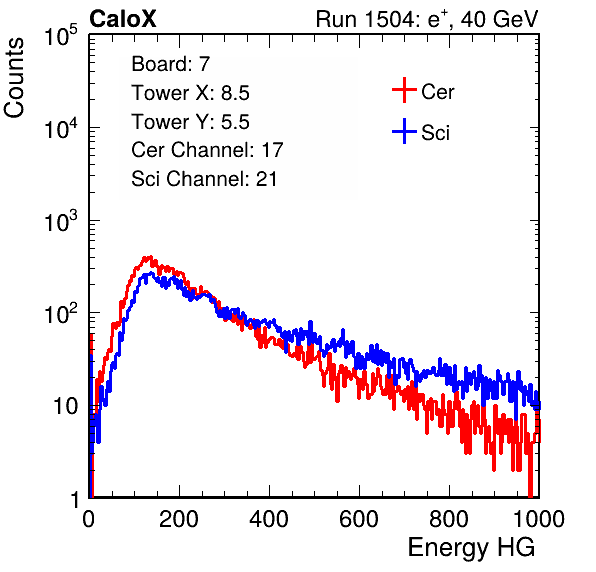 CaloX Run 1504: e⁺, 40 GeV
Counts
Board: 7
Tower X: 8.5
Tower Y: 5.5
Cer Channel: 17
Sci Channel: 21
Cer
Sci
10⁵
10⁴
10³
10²
10
1
0 200 400 600 800 1000
Energy HG